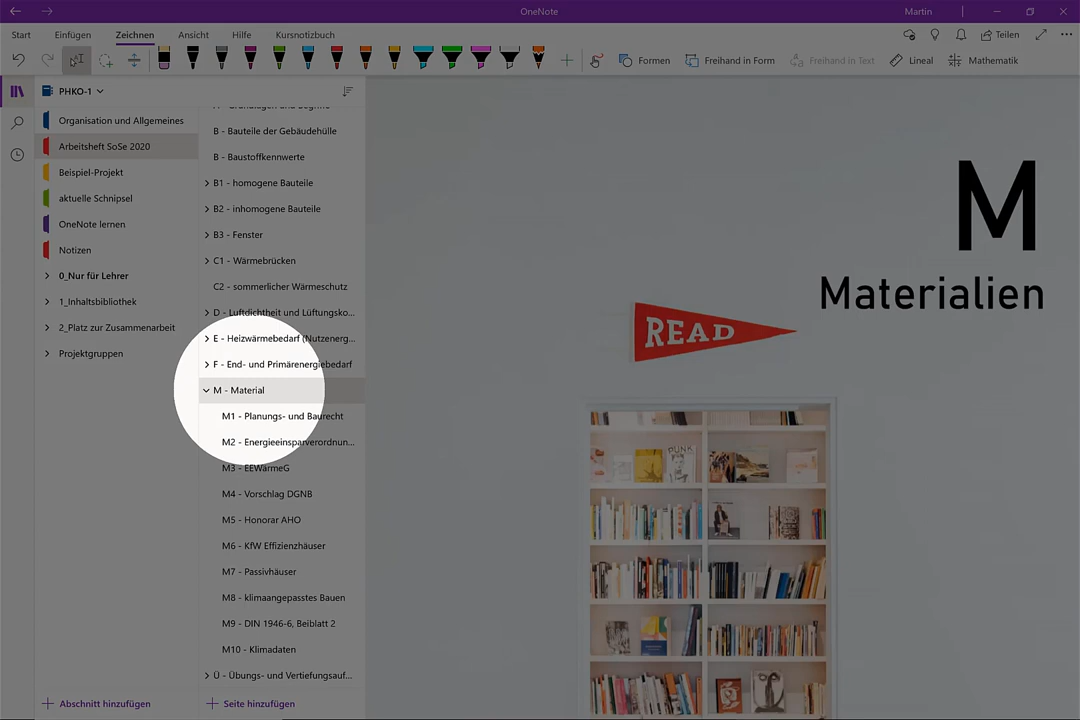 OneNote
Martin
Start
Einfügen
Zeichnen
Ansicht
Hilfe
Kursnotizbuch
Teilen
Formen
Freihand in Form
Freihand in Text
Lineal
Mathematik
PHKO-1
Organisation und Allgemeines
Arbeitsheft SoSe 2020
Beispiel-Projekt
aktuelle Schnipsel
OneNote lernen
Notizen
0_Nur für Lehrer
1_Inhaltsbibliothek
2_Platz zur Zusammenarbeit
Projektgruppen
Abschnitt hinzufügen
B - Bauteile der Gebäudehülle
B - Baustoffkennwerte
B1 - homogene Bauteile
B2 - inhomogene Bauteile
B3 - Fenster
C1 - Wärmebrücken
C2 - sommerlicher Wärmeschutz
D - Luftdichtheit und Lüftungsko...
E - Heizwärmebedarf (Nutzenerg...
F - End- und Primärenergiebedarf
M - Material
M1 - Planungs- und Baurecht
M2 - Energieeinsparverordnun...
M3 - EEWärmeG
M4 - Vorschlag DGNB
M5 - Honorar AHO
M6 - KfW Effizienzhäuser
M7 - Passivhäuser
M8 - klimaangepasstes Bauen
M9 - DIN 1946-6, Beiblatt 2
M10 - Klimadaten
Ü - Übungs- und Vertiefungsauf...
Seite hinzufügen
M
Materialien
READ